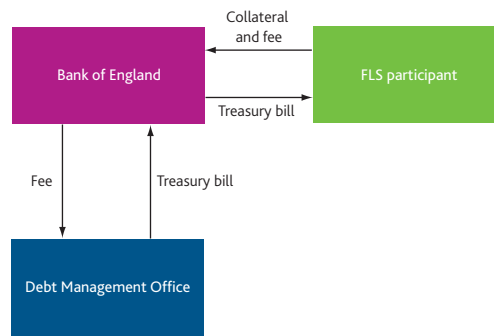 Collateral
and fee
Bank of England
FLS participant
Treasury bill
Fee
Treasury bill
Debt Management Office